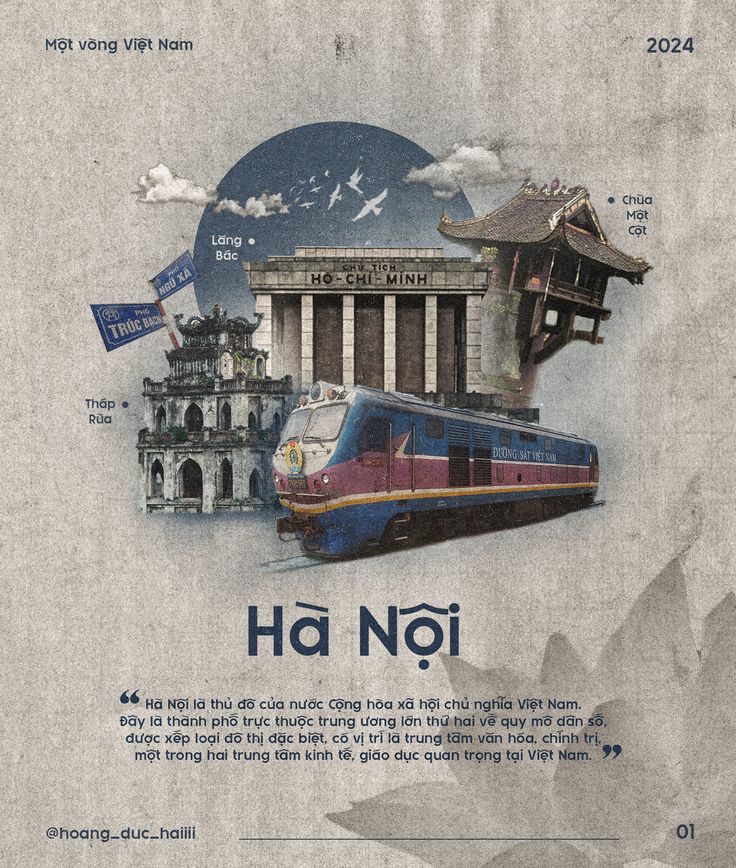 Một vòng Việt Nam
2024
Chùa
Một
Cột
Lăng
Bác
CHỦ TỊCH
HO-CHI-MINH
PHỐ
NGŨ XÃ
PHỐ
TRÚC BẠCH
Tháp
Rùa
ĐƯỜNG SẮT VIỆT NAM
Hà Nội
“ Hà Nội là thủ đô của nước Cộng hòa xã hội chủ nghĩa Việt Nam.
Đây là thành phố trực thuộc trung ương lớn thứ hai về quy mô dân số,
được xếp loại đô thị đặc biệt, có vị trí là trung tâm văn hóa, chính trị,
một trong hai trung tâm kinh tế, giáo dục quan trọng tại Việt Nam. ”
@hoang_duc_haiiii
01